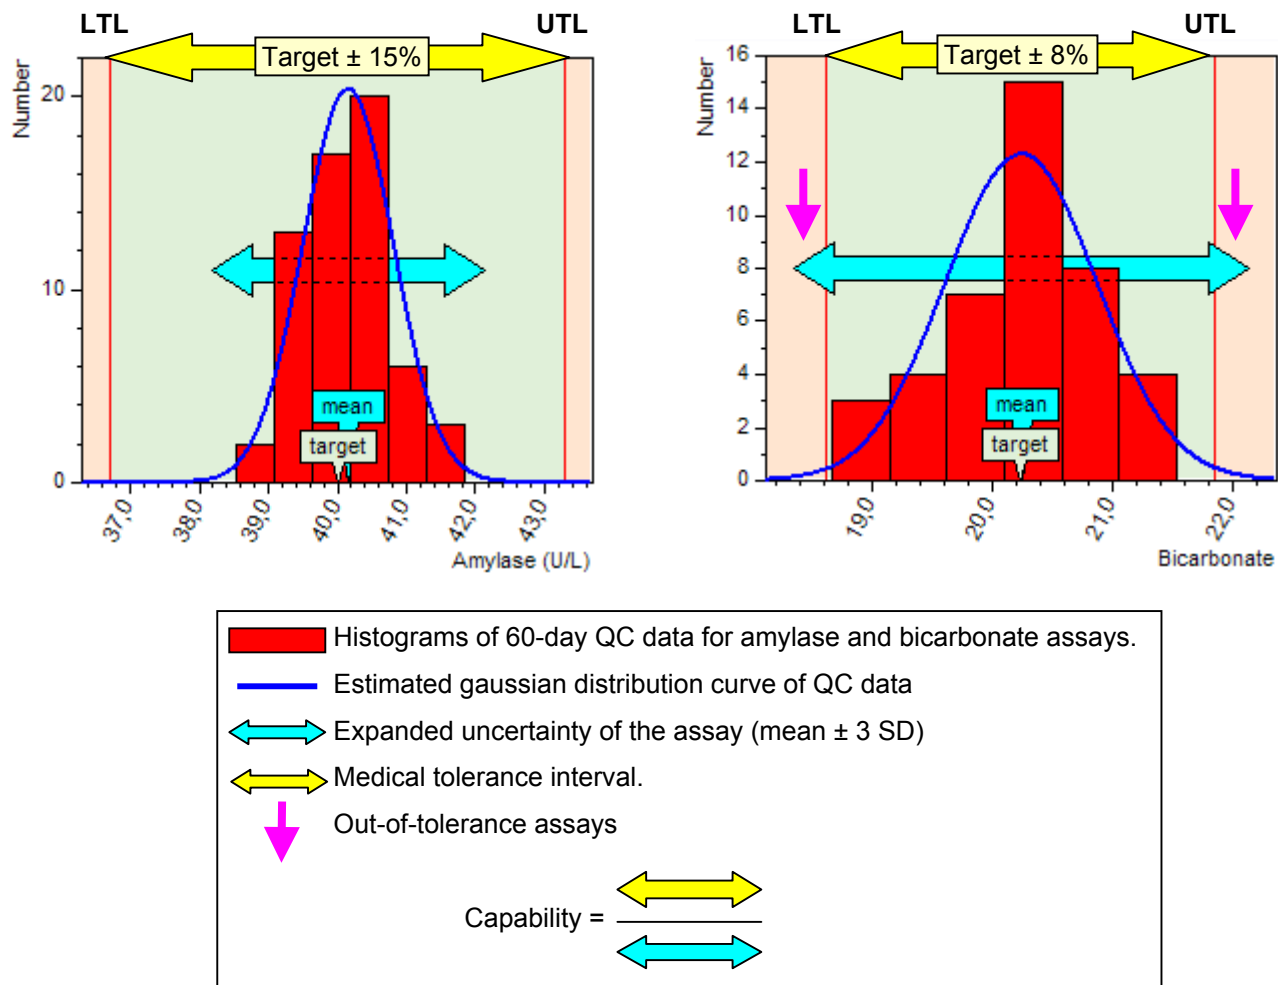 LTL
UTL
Target ± 15%
Number
20
10
0
mean
target
37,0
38,0
39,0
40,0
41,0
42,0
43,0
Amylase (U/L)
LTL
UTL
Target ± 8%
Number
16
14
12
10
8
6
4
2
0
mean
target
19,0
20,0
21,0
22,0
Bicarbonate
Histograms of 60-day QC data for amylase and bicarbonate assays.
Estimated gaussian distribution curve of QC data
Expanded uncertainty of the assay (mean ± 3 SD)
Medical tolerance interval.
Out-of-tolerance assays
Capability =